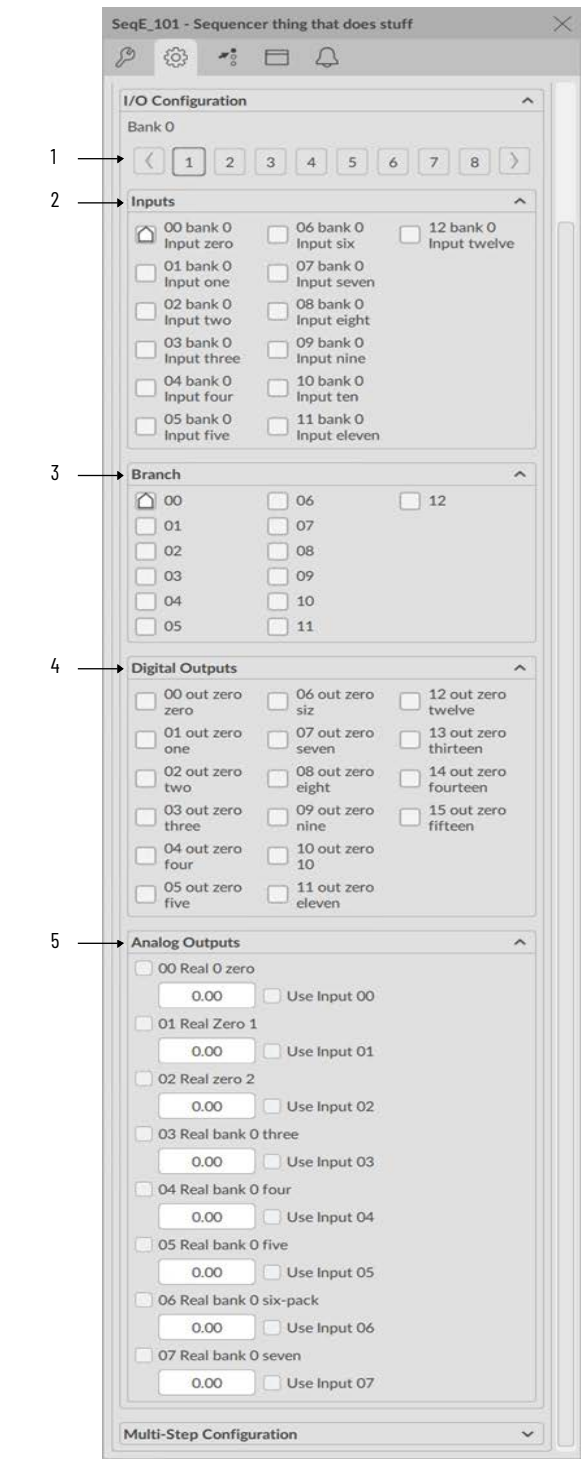 SeqE_101 - Sequencer thing that does stuff
I/O Configuration
Bank 0
1
1 2 3 4 5 6 7 8
2
Inputs
00 bank 0
Input zero
06 bank 0
Input six
12 bank 0
Input twelve
01 bank 0
Input one
07 bank 0
Input seven
02 bank 0
Input two
08 bank 0
Input eight
03 bank 0
Input three
09 bank 0
Input nine
04 bank 0
Input four
10 bank 0
Input ten
05 bank 0
Input five
11 bank 0
Input eleven
3
Branch
00 06 12
01 07
02 08
03 09
04 10
05 11
4
Digital Outputs
00 out zero
zero
06 out zero
siz
12 out zero
twelve
01 out zero
one
07 out zero
seven
13 out zero
thirteen
02 out zero
two
08 out zero
eight
14 out zero
fourteen
03 out zero
three
09 out zero
nine
15 out zero
fifteen
04 out zero
four
10 out zero
10
05 out zero
five
11 out zero
eleven
5
Analog Outputs
00 Real 0 zero
0.00 Use Input 00
01 Real Zero 1
0.00 Use Input 01
02 Real zero 2
0.00 Use Input 02
03 Real bank 0 three
0.00 Use Input 03
04 Real bank 0 four
0.00 Use Input 04
05 Real bank 0 five
0.00 Use Input 05
06 Real bank 0 six-pack
0.00 Use Input 06
07 Real bank 0 seven
0.00 Use Input 07
Multi-Step Configuration